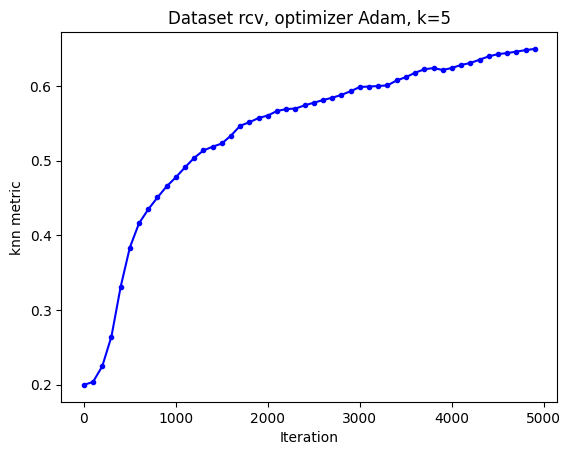 Dataset rcv, optimizer Adam, k=5
knn metric
0.6
0.5
0.4
0.3
0.2
0 1000 2000 3000 4000 5000
Iteration